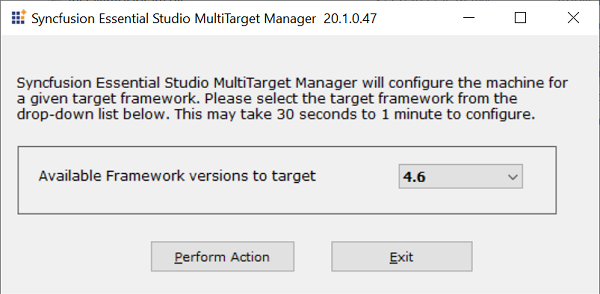 Syncfusion Essential Studio MultiTarget Manager 20.1.0.47
Syncfusion Essential Studio MultiTarget Manager will configure the machine for
a given target framework. Please select the target framework from the
drop-down list below. This may take 30 seconds to 1 minute to configure.
Available Framework versions to target 4.6
Perform Action Exit